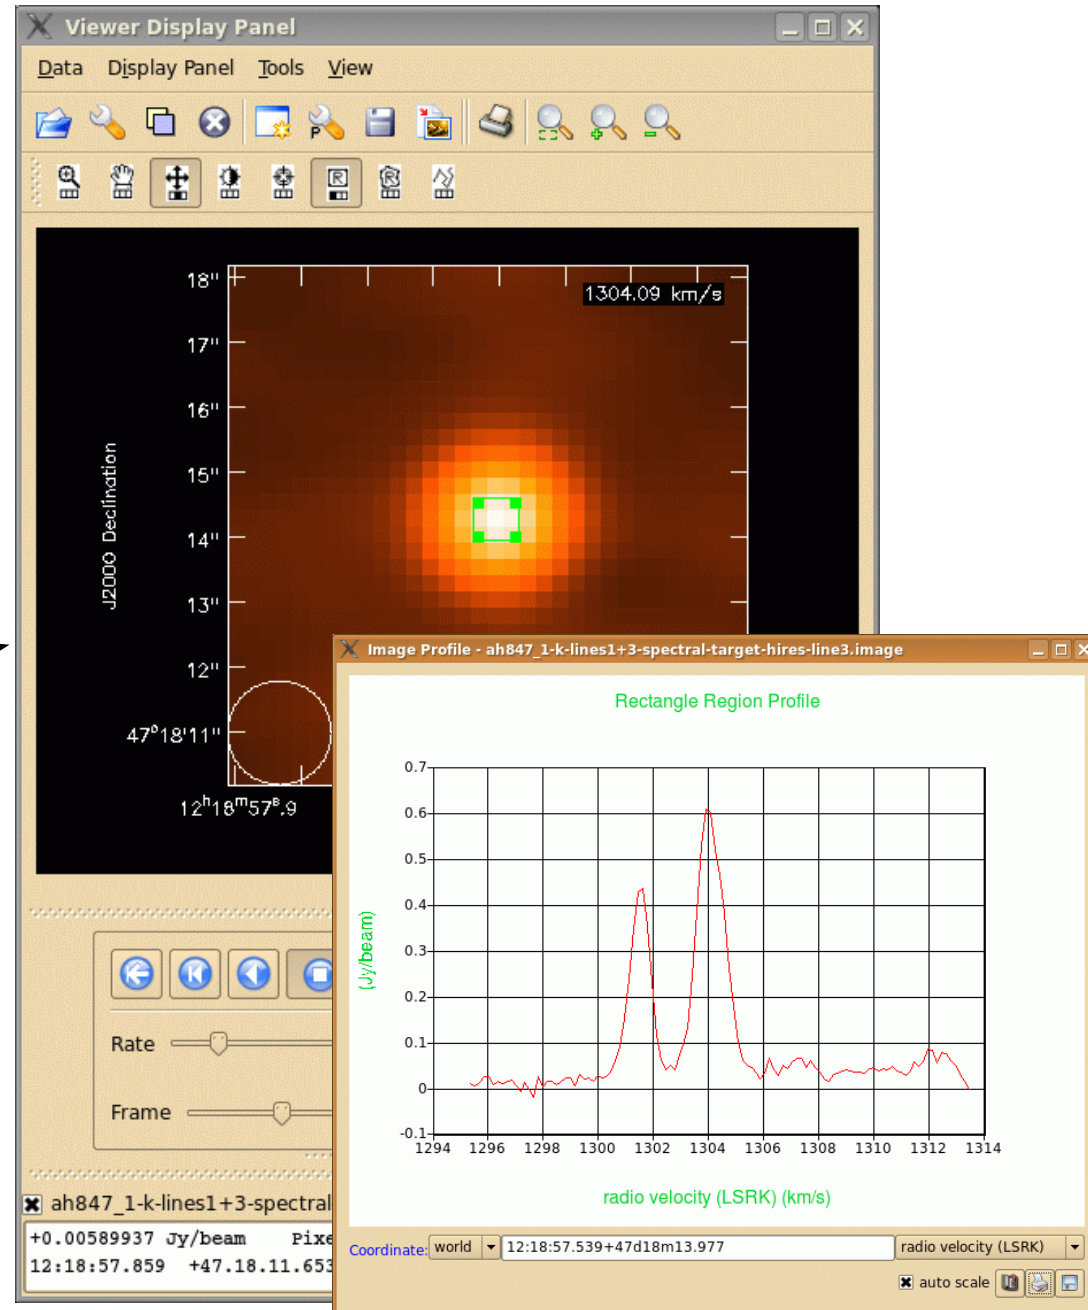 Viewer Display Panel
Data Display Panel Tools View
P
R
R
1304.09 km/s
18"
17"
16"
15"
14"
13"
12"
47°18'11"
J2000 Declination
12h18m57s.9
Image Profile - ah847_1-k-lines1+3-spectral-target-hires-line3.image
Rectangle Region Profile
0.7
0.6
0.5
0.4
0.3
0.2
0.1
0
-0.1
(Jy/beam)
1294 1296 1298 1300 1302 1304 1306 1308 1310 1312 1314
radio velocity (LSRK) (km/s)
Coordinate: world 12:18:57.539+47d18m13.977 radio velocity (LSRK)
auto scale
Rate
Frame
ah847_1-k-lines1+3-spectral
+0.00589937 Jy/beam Pixe
12:18:57.859 +47.18.11.653